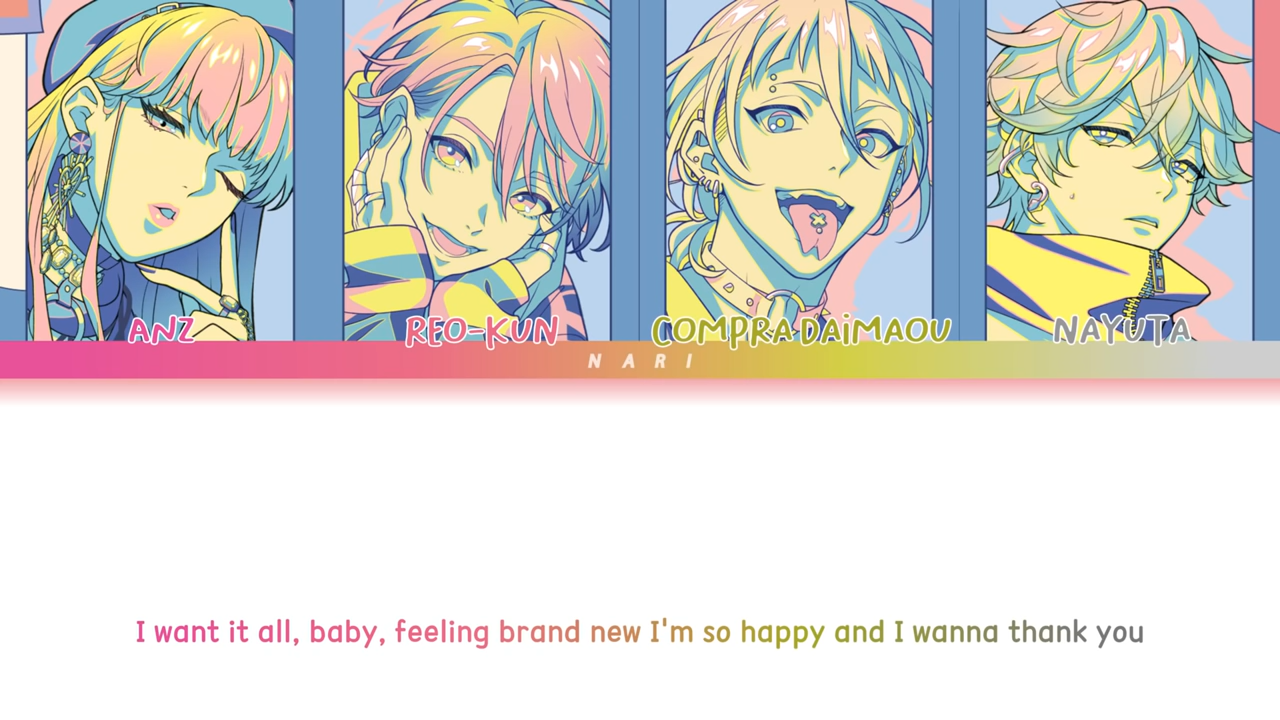 ANZ
REO-KUN
COMPRA DAiMAOU
NAYUTA
NARI
I want it all, baby, feeling brand new I'm so happy and I wanna thank you